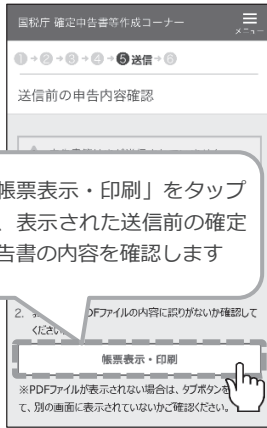 国税庁 確定申告書等作成コーナー
メニュー
①→②→③→④→❺送信→⑥
送信前の申告内容確認
帳票表示・印刷」をタップ
、表示された送信前の確定
告書の内容を確認します
2.
DFファイルの内容に誤りがないか確認して
ください
帳票表示・印刷
※PDFファイルが表示されない場合は、タブボタンを
て、別の画面に表示されていないかご確認ください。